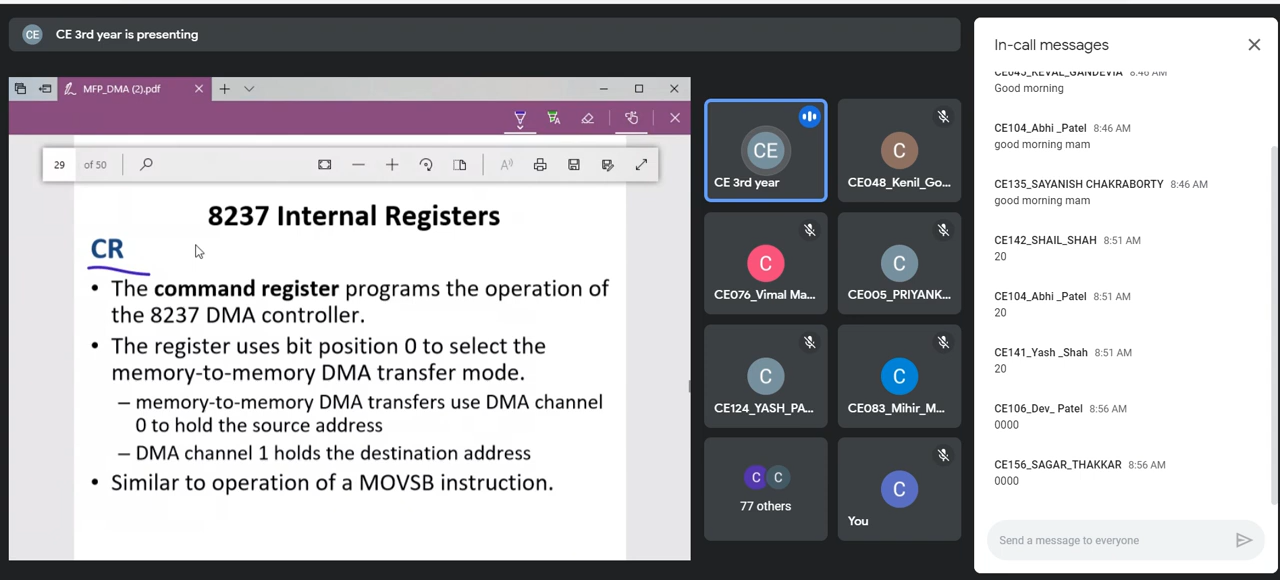 CE CE 3rd year is presenting
MFP_DMA (2).pdf
29 of 50
8237 Internal Registers
CR
• The command register programs the operation of
the 8237 DMA controller.
• The register uses bit position 0 to select the
memory-to-memory DMA transfer mode.
– memory-to-memory DMA transfers use DMA channel
0 to hold the source address
– DMA channel 1 holds the destination address
• Similar to operation of a MOVSB instruction.
CE
CE 3rd year
C
CE048_Kenil_Go...
C
CE076_Vimal Ma...
C
CE005_PRIYANK...
C
CE124_YASH_PA...
C
CE083_Mihir_M...
C C
77 others
C
You
In-call messages
CE045_KEVAL_GANDEVIA 8:46 AM
Good morning
CE104_Abhi _Patel 8:46 AM
good morning mam
CE135_SAYANISH CHAKRABORTY 8:46 AM
good morning mam
CE142_SHAIL_SHAH 8:51 AM
20
CE104_Abhi _Patel 8:51 AM
20
CE141_Yash _Shah 8:51 AM
20
CE106_Dev_ Patel 8:56 AM
0000
CE156_SAGAR_THAKKAR 8:56 AM
0000
Send a message to everyone